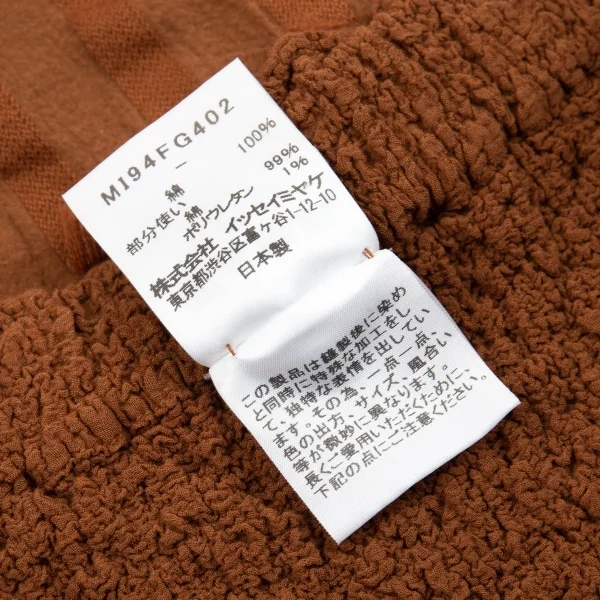 MI94FG402
—
綿 100%
部分使い
綿 99%
ポリウレタン 1%
株式会社 イッセイミヤケ
東京都渋谷区富ケ谷1-12-10
日本製
この製品は縫製後に染め
と同時に特殊な加工をし
て、独特な表情を出してい
ます。その為、一点一点
色の出方、サイズ、風合い
等が微妙に異なります。
長くご愛用いただくために、
下記の点にご注意ください。